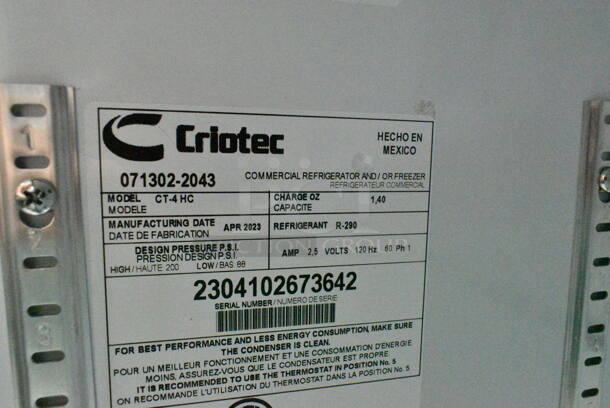 Criotec
HECHO EN
MEXICO
071302-2043
COMMERCIAL REFRIGERATOR AND / OR FREEZER
REFRIGERATEUR COMMERCIAL
MODEL CT-4 HC
MODELE
CHARGE OZ 1,40
CAPACITE
MANUFACTURING DATE APR 2023
DATE DE FABRICATION
REFRIGERANT R-290
DESIGN PRESSURE P.S.I.
PRESSION DESIGN P.S.I.
HIGH / HAUTE 200 LOW / BAS 88
AMP 2,5 VOLTS 120 Hz 60 Ph 1
2304102673642
SERIAL NUMBER / NUMERO DE SERIE
FOR BEST PERFORMANCE AND LESS ENERGY CONSUMPTION, MAKE SURE
THE CONDENSER IS CLEAN.
POUR UN MEILLEUR FONCTIONNEMENT ET UNE CONSOMMATION D'ENERGIE
MOINS, ASSUREZ-VOUS QUE LE CONDENSATEUR EST PROPRE.
IT IS RECOMMENDED TO USE THE THERMOSTAT IN POSITION No. 5
ON RECOMMANDE L'UTILISATION DU THERMOSTAT DANS LA POSITION No. 5